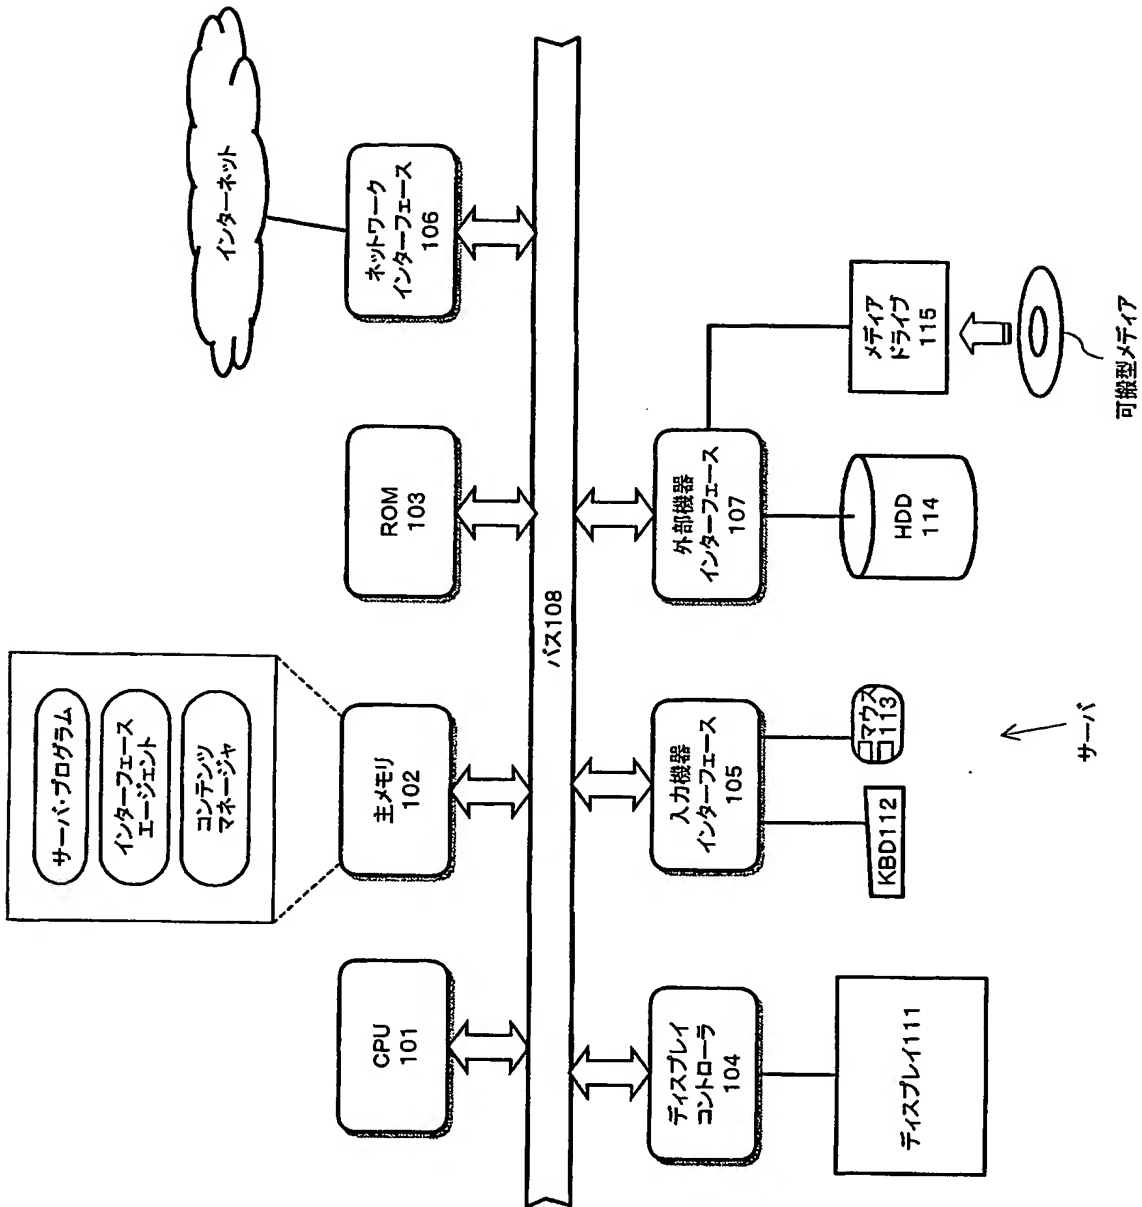 サーバ・プログラム
インターフェース
エージェント
コンテンツ
マネージャ
インターネット
CPU
101
主メモリ
102
ROM
103
ネットワーク
インターフェース
106
バス108
ディスプレイ
コントローラ
104
入力機器
インターフェース
105
外部機器
インターフェース
107
ディスプレイ111
KBD112
マウス
113
HDD
114
メディア
ドライブ
115
可搬型メディア
サーバ